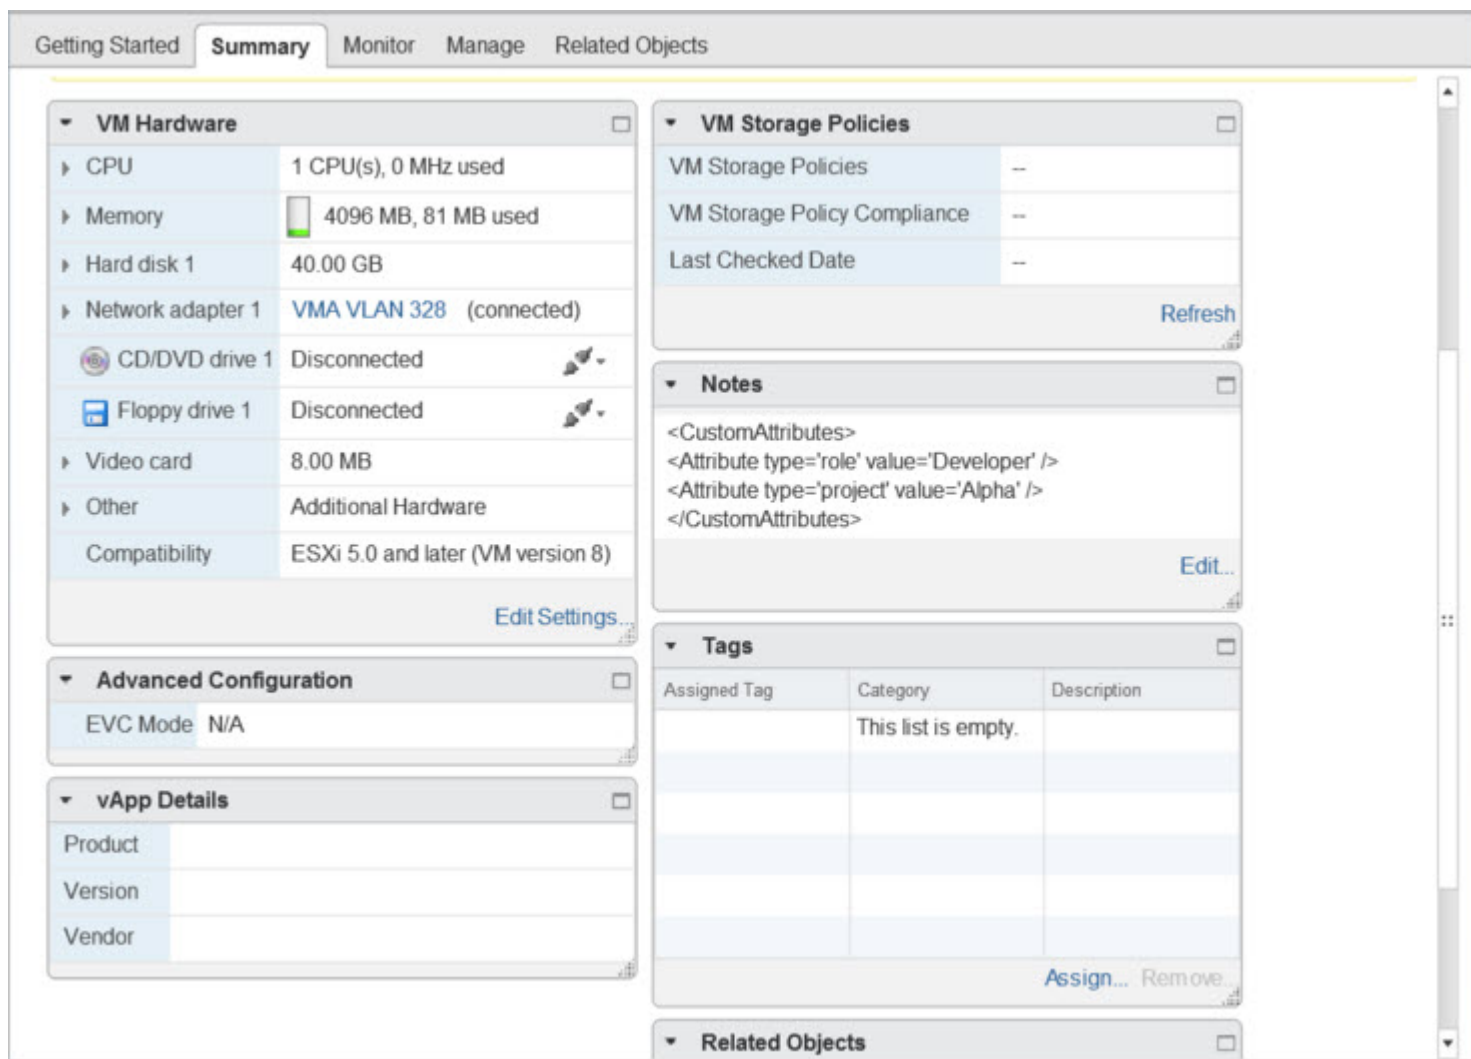 Getting Started Summary Monitor Manage Related Objects
VM Hardware
CPU 1 CPU(s), 0 MHz used
Memory 4096 MB, 81 MB used
Hard disk 1 40.00 GB
Network adapter 1 VMA VLAN 328 (connected)
CD/DVD drive 1 Disconnected
Floppy drive 1 Disconnected
Video card 8.00 MB
Other Additional Hardware
Compatibility ESXi 5.0 and later (VM version 8)
Edit Settings...
Advanced Configuration
EVC Mode N/A
vApp Details
Product
Version
Vendor
VM Storage Policies
VM Storage Policies --
VM Storage Policy Compliance --
Last Checked Date --
Refresh
Notes
<CustomAttributes>
<Attribute type='role' value='Developer' />
<Attribute type='project' value='Alpha' />
</CustomAttributes>
Edit...
Tags
Assigned Tag Category Description
This list is empty.
Assign... Remove...
Related Objects